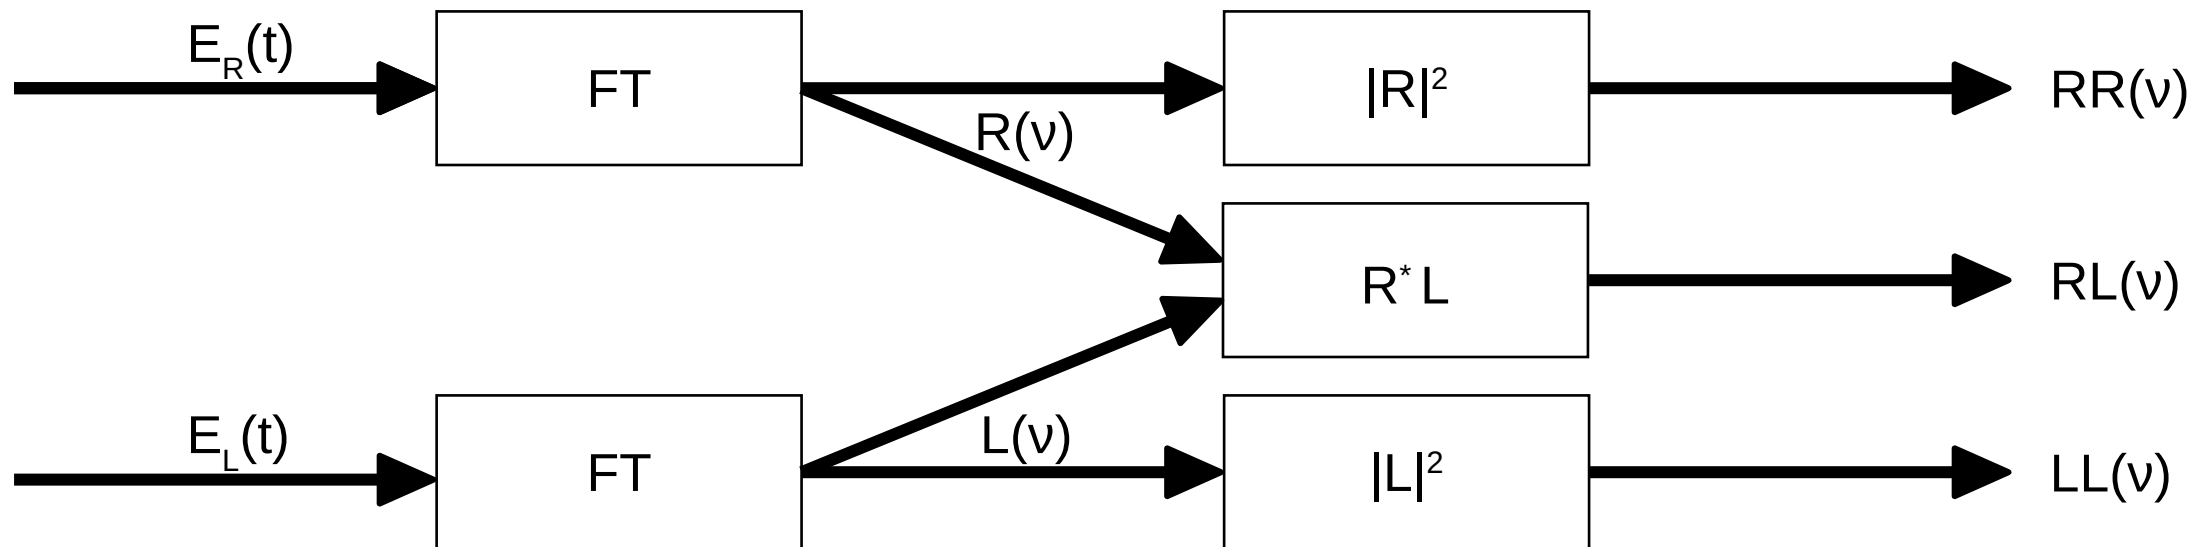 E_R(t)
FT
|R|²
RR(ν)
R(ν)
R* L
RL(ν)
E_L(t)
FT
L(ν)
|L|²
LL(ν)